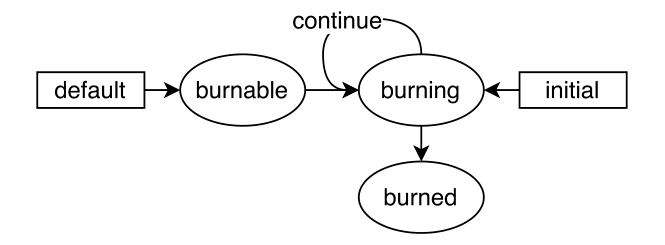 continue
default
burnable
burning
initial
burned